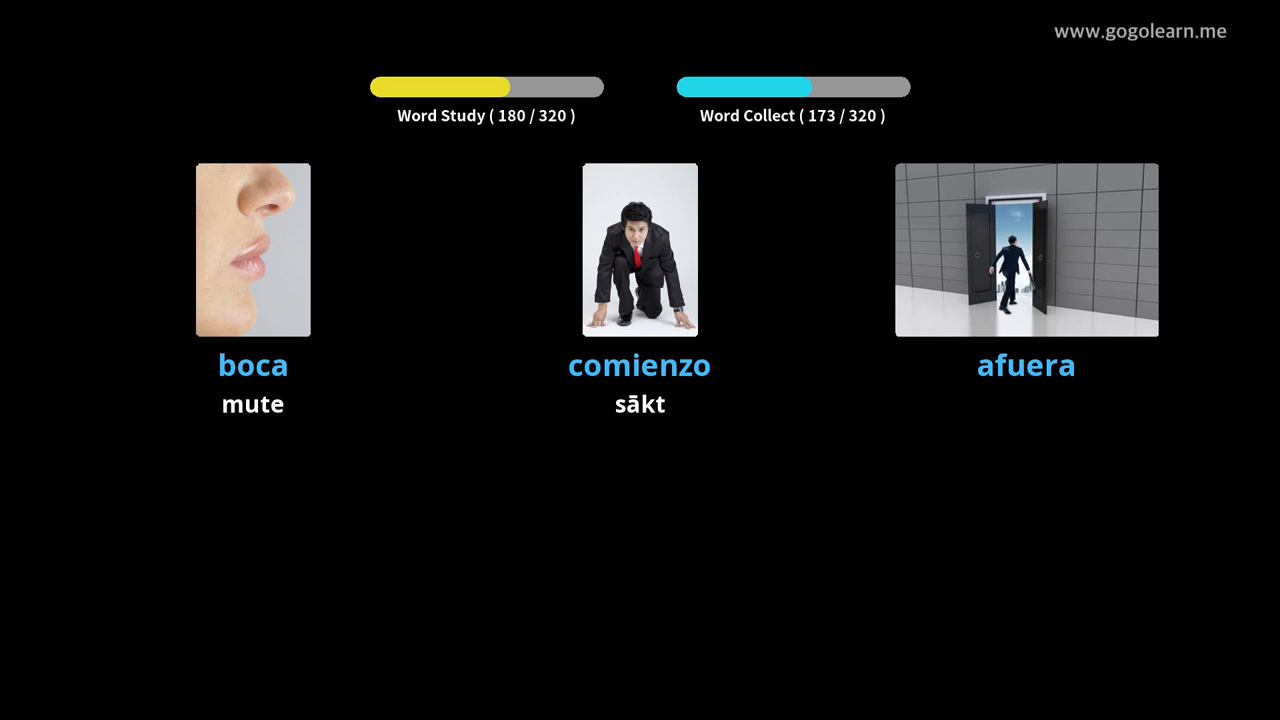 www.gogolearn.me
Word Study ( 180 / 320 )
Word Collect ( 173 / 320 )
boca
comienzo
afuera
mute
sākt